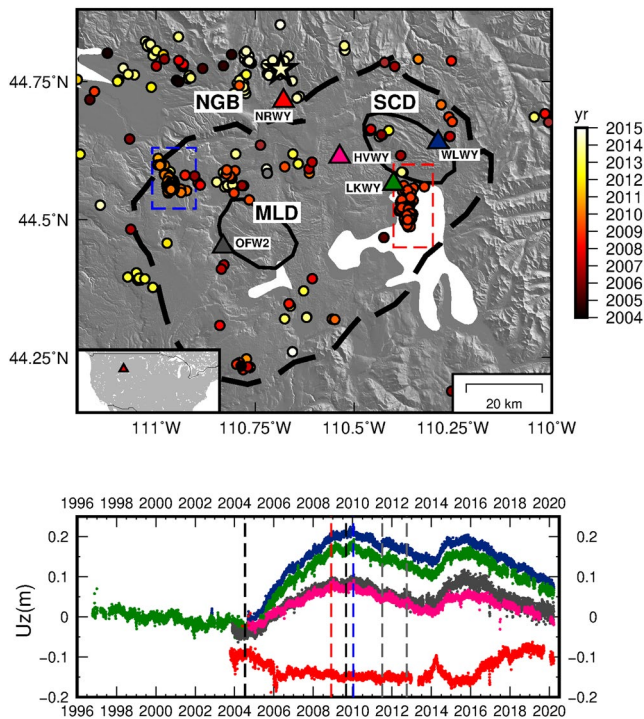 yr
2015
2014
2013
2012
2011
2010
2009
2008
2007
2006
2005
2004
44.75°N
44.5°N
44.25°N
NGB
NRWY
SCD
HVWY
WLWY
LKWY
MLD
OFW2
20 km
111°W
110.75°W
110.5°W
110.25°W
110°W
1996 1998 2000 2002 2004 2006 2008 2010 2012 2014 2016 2018 2020
Uz(m)
0.2 0.2
0.1 0.1
0 0
-0.1 -0.1
-0.2 -0.2
1996 1998 2000 2002 2004 2006 2008 2010 2012 2014 2016 2018 2020